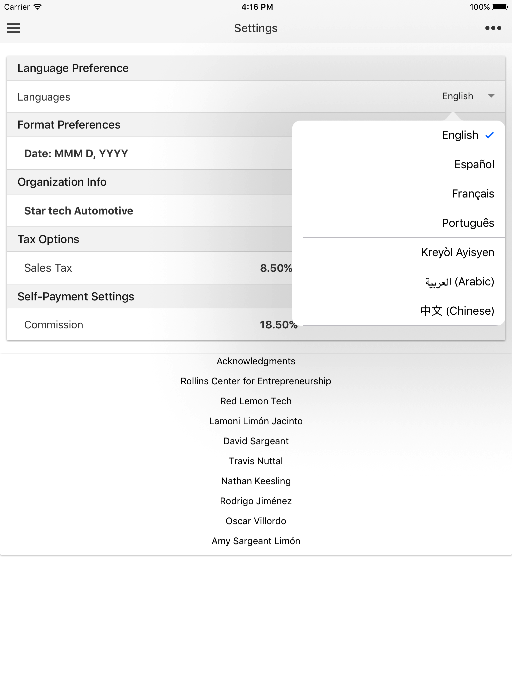 Carrier 4:16 PM 100%
Settings
Language Preference
Languages English
Format Preferences
Date: MMM D, YYYY
Organization Info
Star tech Automotive
Tax Options
Sales Tax 8.50%
Self-Payment Settings
Commission 18.50%
English
Español
Français
Português
Kreyòl Ayisyen
العربية (Arabic)
中文 (Chinese)
Acknowledgments
Rollins Center for Entrepreneurship
Red Lemon Tech
Lamoni Limón Jacinto
David Sargeant
Travis Nuttal
Nathan Keesling
Rodrigo Jiménez
Oscar Villordo
Amy Sargeant Limón